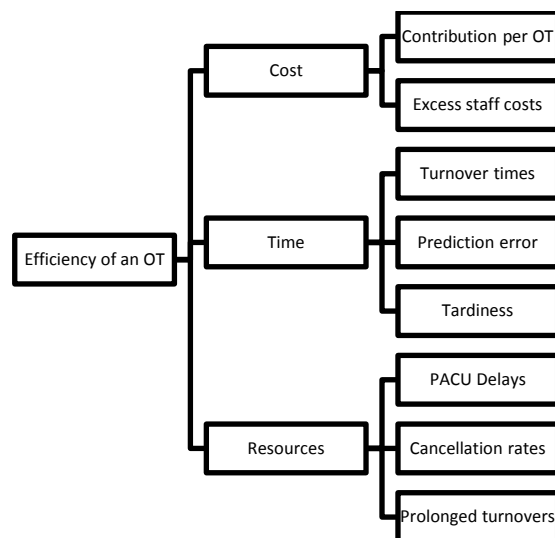 Efficiency of an OT
Cost
Contribution per OT
Excess staff costs
Time
Turnover times
Prediction error
Tardiness
Resources
PACU Delays
Cancellation rates
Prolonged turnovers